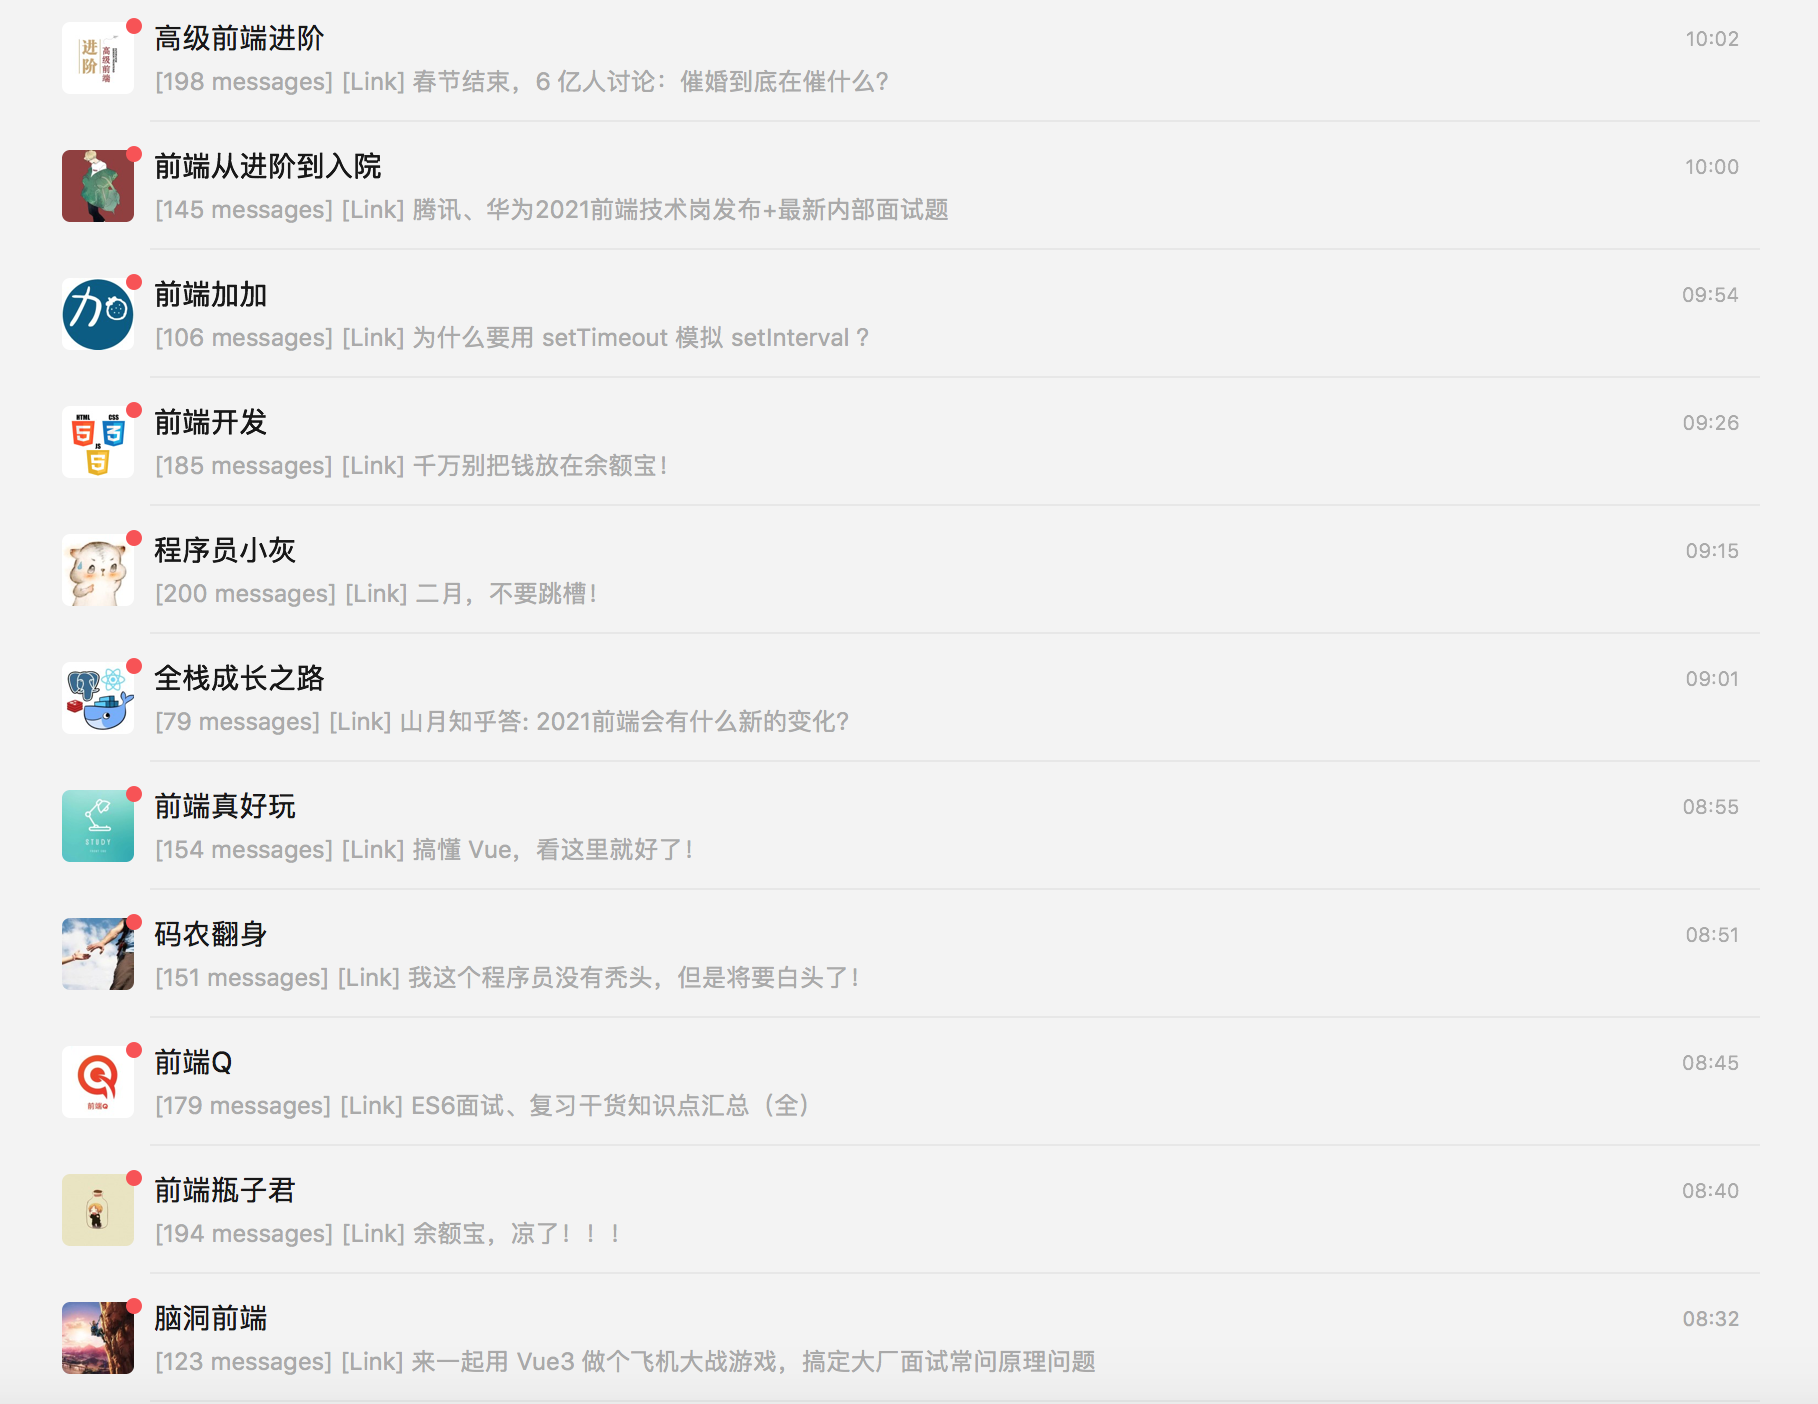 进阶
高级前端
高级前端进阶
10:02
[198 messages] [Link] 春节结束，6 亿人讨论：催婚到底在催什么？
前端从进阶到入院
10:00
[145 messages] [Link] 腾讯、华为2021前端技术岗发布+最新内部面试题
加
前端加加
09:54
[106 messages] [Link] 为什么要用 setTimeout 模拟 setInterval ？
HTML CSS
JS
前端开发
09:26
[185 messages] [Link] 千万别把钱放在余额宝！
程序员小灰
09:15
[200 messages] [Link] 二月，不要跳槽！
全栈成长之路
09:01
[79 messages] [Link] 山月知乎答: 2021前端会有什么新的变化?
STUDY
前端真好玩
08:55
[154 messages] [Link] 搞懂 Vue，看这里就好了！
码农翻身
08:51
[151 messages] [Link] 我这个程序员没有秃头，但是将要白头了！
前端Q
前端Q
08:45
[179 messages] [Link] ES6面试、复习干货知识点汇总（全）
前端瓶子君
08:40
[194 messages] [Link] 余额宝，凉了！！！
脑洞前端
08:32
[123 messages] [Link] 来一起用 Vue3 做个飞机大战游戏，搞定大厂面试常问原理问题